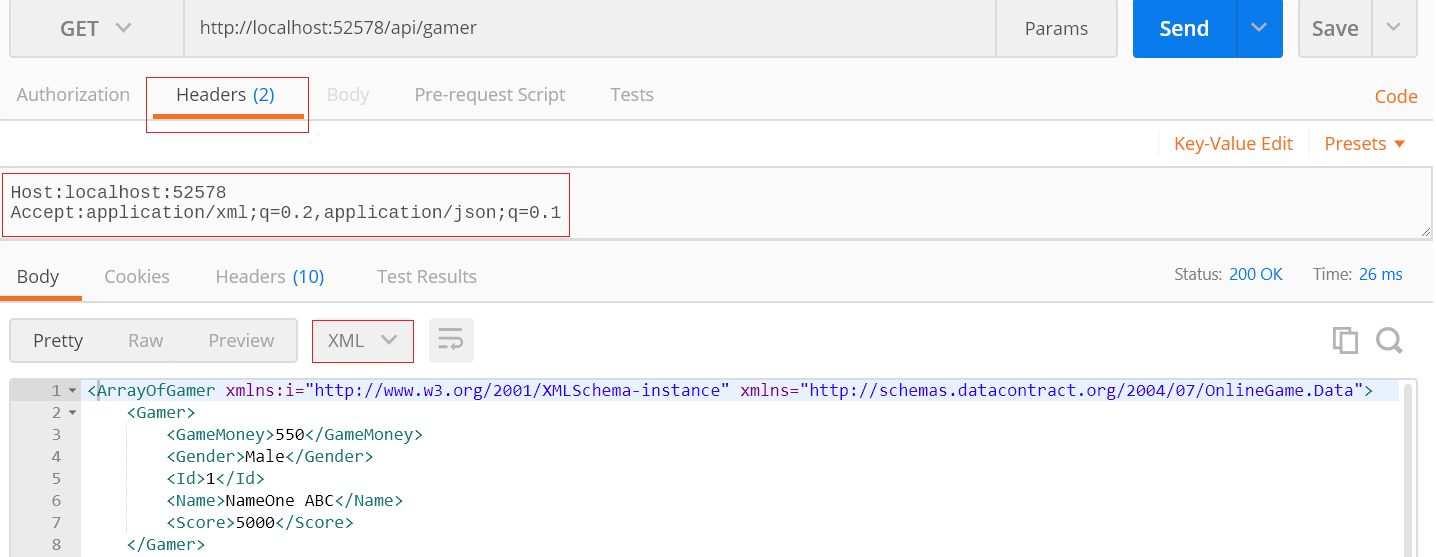 GET http://localhost:52578/api/gamer Params Send Save
Authorization Headers (2) Body Pre-request Script Tests Code
Key-Value Edit Presets
Host:localhost:52578
Accept:application/xml;q=0.2,application/json;q=0.1
Body Cookies Headers (10) Test Results Status: 200 OK Time: 26 ms
Pretty Raw Preview XML
1 <ArrayOfGamer xmlns:i="http://www.w3.org/2001/XMLSchema-instance" xmlns="http://schemas.datacontract.org/2004/07/OnlineGame.Data">
2 <Gamer>
3 <GameMoney>550</GameMoney>
4 <Gender>Male</Gender>
5 <Id>1</Id>
6 <Name>NameOne ABC</Name>
7 <Score>5000</Score>
8 </Gamer>